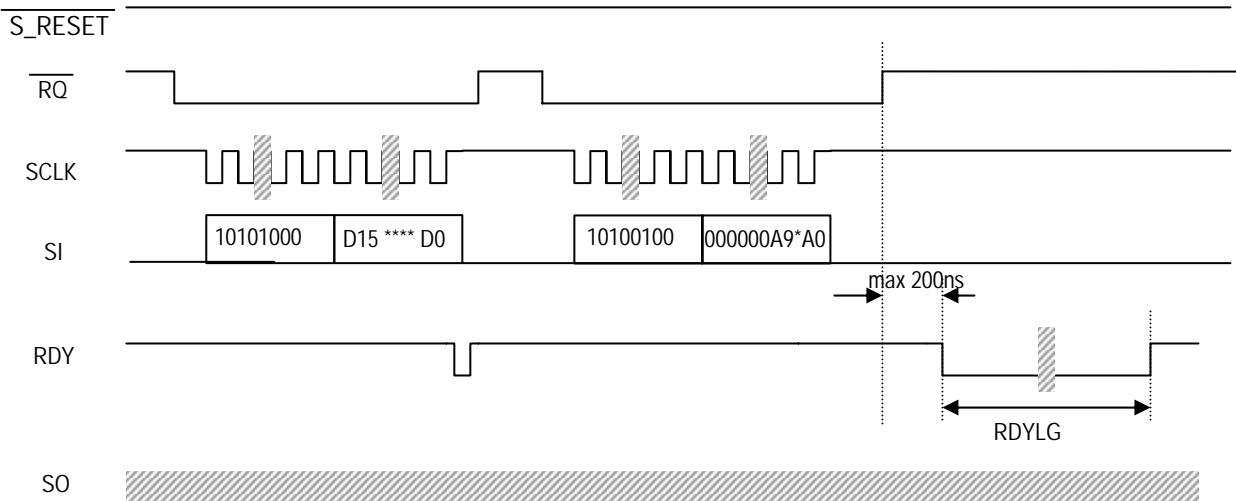 S_RESET
RQ
SCLK
SI
10101000
D15 **** D0
10100100
000000A9*A0
max 200ns
RDY
RDYLG
SO